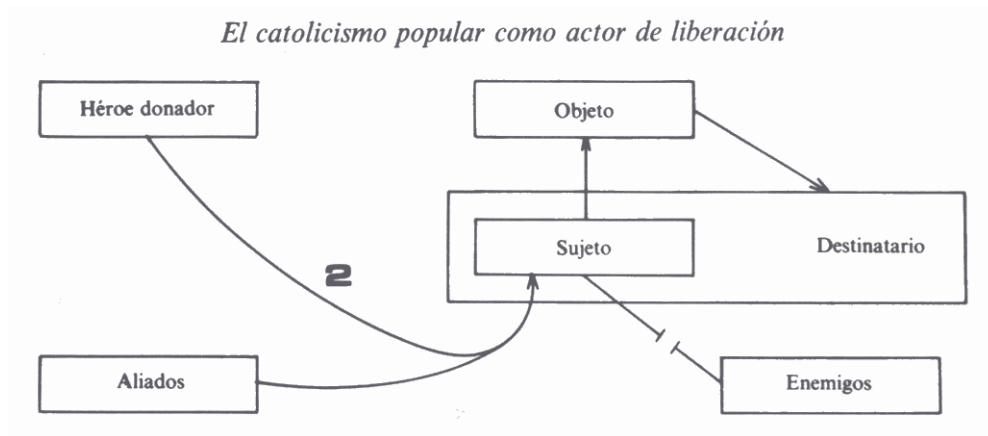 El catolicismo popular como actor de liberación
Héroe donador
Objeto
Sujeto
Destinatario
2
Aliados
Enemigos